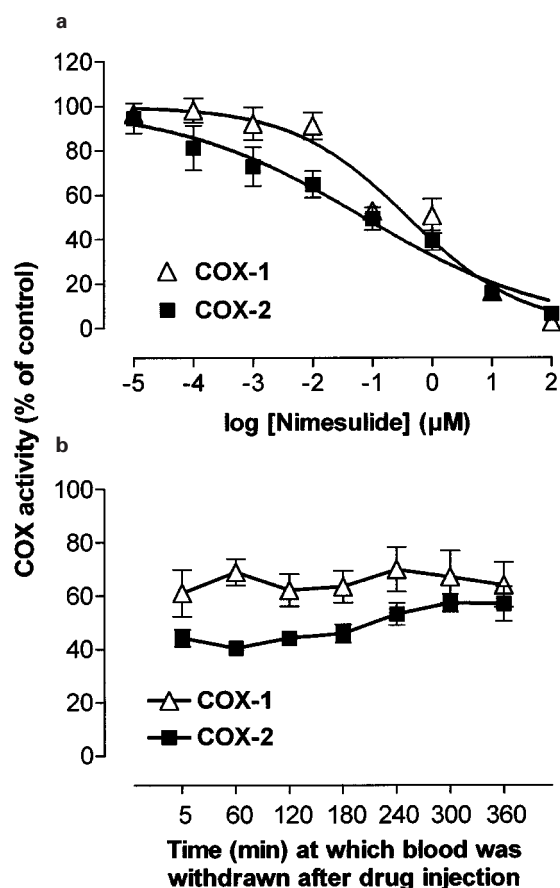 a
COX activity (% of control)
120
100
80
60
40
20
0
COX-1
COX-2
-5 -4 -3 -2 -1 0 1 2
log [Nimesulide] (µM)
b
100
80
60
40
20
0
COX-1
COX-2
5 60 120 180 240 300 360
Time (min) at which blood was
withdrawn after drug injection